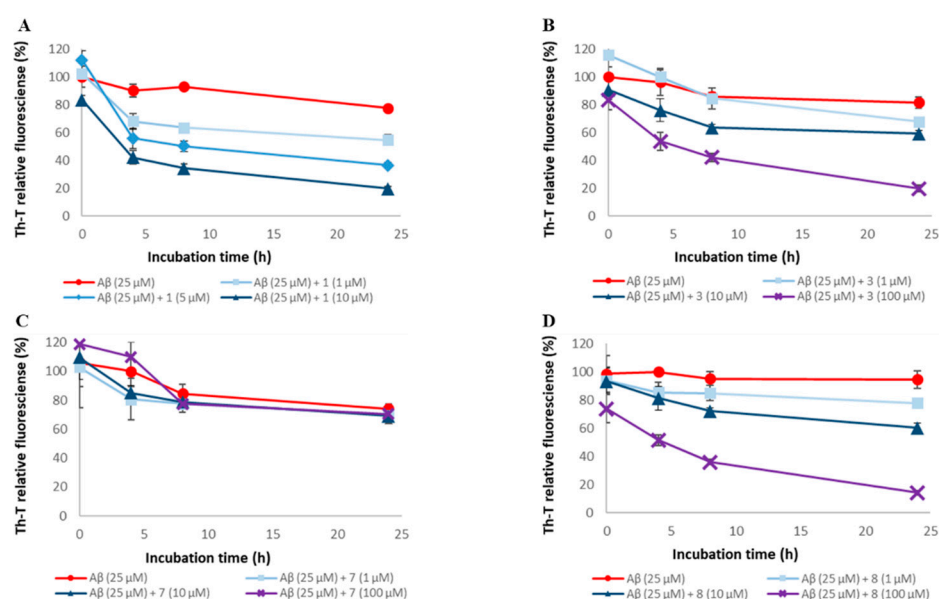 A
Th-T relative fluoresciense (%)
120
100
80
60
40
20
0
0 5 10 15 20 25
Incubation time (h)
Aβ (25 µM) Aβ (25 µM) + 1 (1 µM)
Aβ (25 µM) + 1 (5 µM) Aβ (25 µM) + 1 (10 µM)
B
Th-T relative fluoresciense (%)
120
100
80
60
40
20
0
0 5 10 15 20 25
Incubation time (h)
Aβ (25 µM) Aβ (25 µM) + 3 (1 µM)
Aβ (25 µM) + 3 (10 µM) Aβ (25 µM) + 3 (100 µM)
C
Th-T relative fluoresciense (%)
120
100
80
60
40
20
0
0 5 10 15 20 25
Incubation time (h)
Aβ (25 µM) Aβ (25 µM) + 7 (1 µM)
Aβ (25 µM) + 7 (10 µM) Aβ (25 µM) + 7 (100 µM)
D
Th-T relative fluoresciense (%)
120
100
80
60
40
20
0
0 5 10 15 20 25
Incubation time (h)
Aβ (25 µM) Aβ (25 µM) + 8 (1 µM)
Aβ (25 µM) + 8 (10 µM) Aβ (25 µM) + 8 (100 µM)